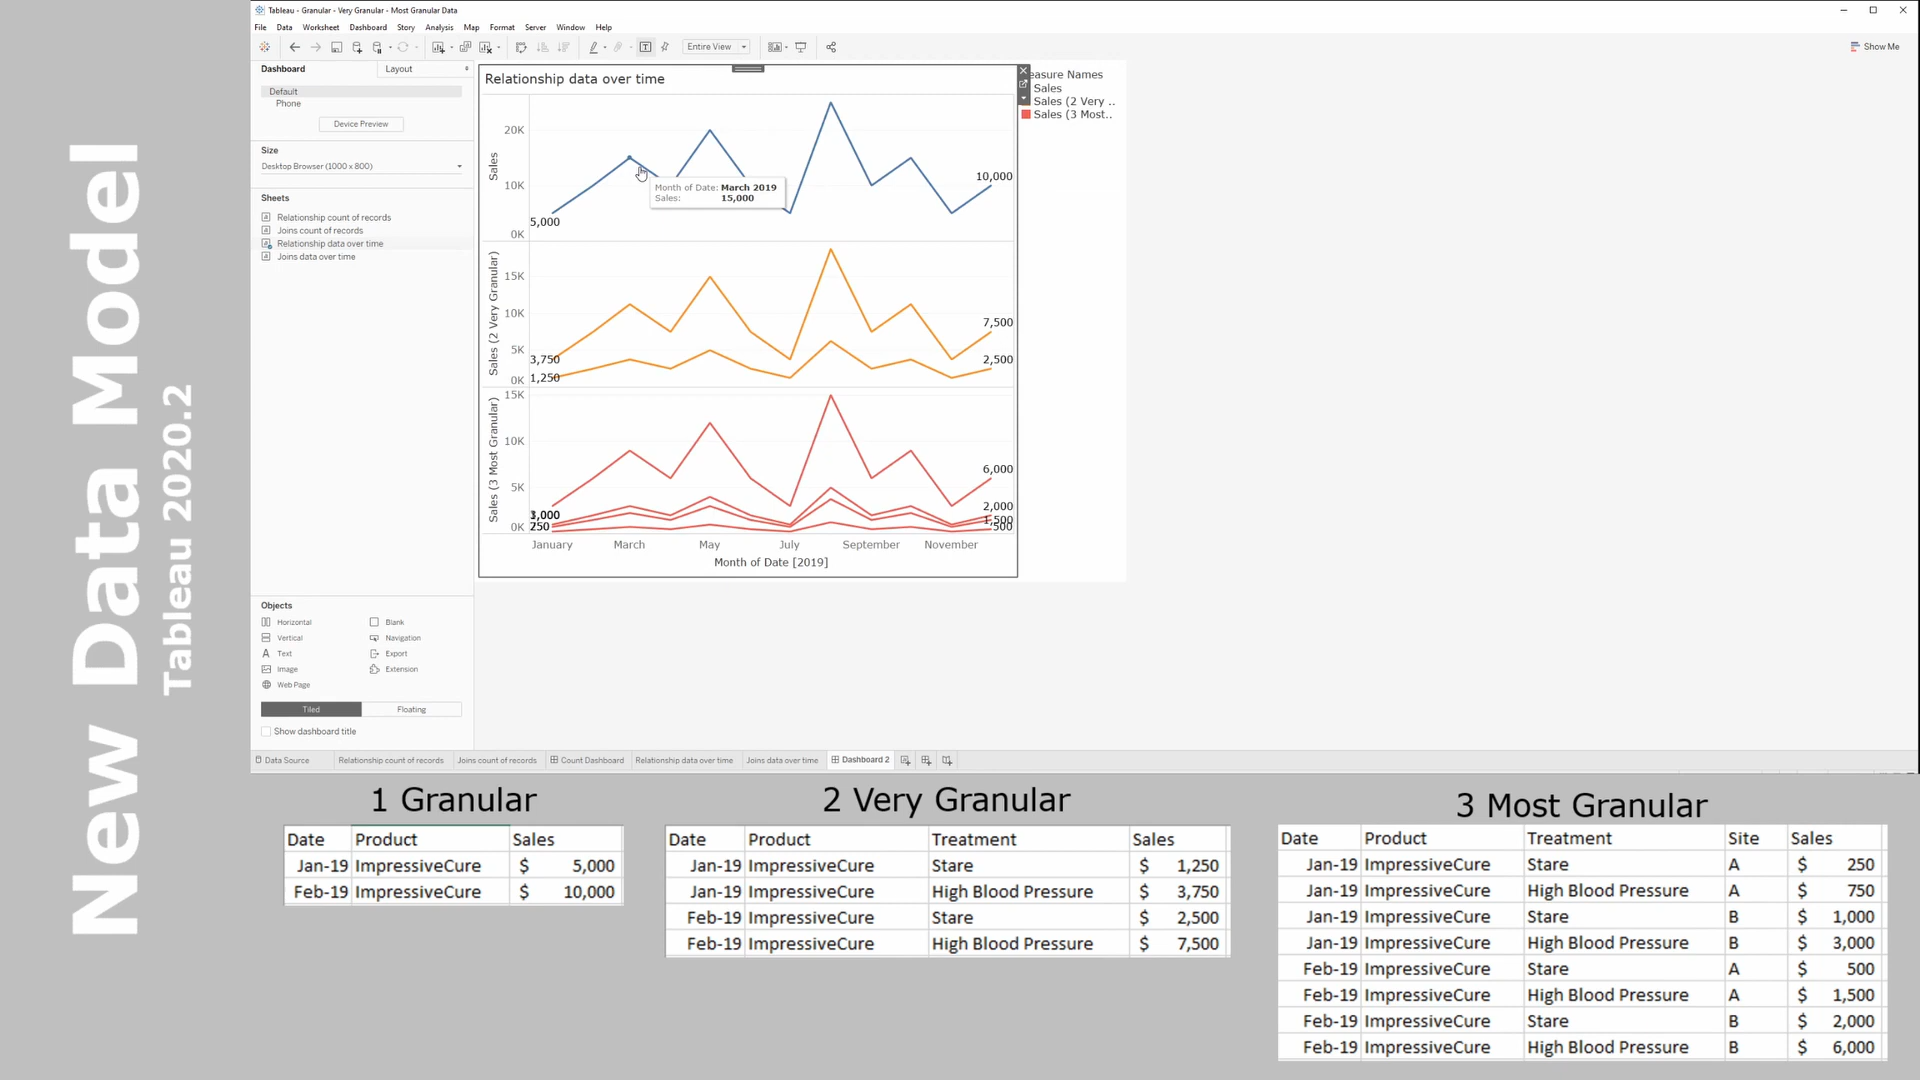 New Data Model
Tableau 2020.2
Tableau - Granular - Very Granular - Most Granular Data
File Data Worksheet Dashboard Story Analysis Map Format Server Window Help
Entire View
Show Me
Dashboard Layout
Default
Phone
Device Preview
Size
Desktop Browser (1000 x 800)
Sheets
Relationship count of records
Joins count of records
Relationship data over time
Joins data over time
Objects
Horizontal Blank
Vertical Navigation
Text Export
Image Extension
Web Page
Tiled Floating
Show dashboard title
Relationship data over time
Sales
20K
10K
0K
5,000
10,000
Month of Date: March 2019
Sales: 15,000
Sales (2 Very Granular)
15K
10K
5K
0K
3,750
1,250
7,500
2,500
Sales (3 Most Granular)
15K
10K
5K
0K
250
6,000
2,000
1,500
500
January March May July September November
Month of Date [2019]
easure Names
Sales
Sales (2 Very ..
Sales (3 Most..
Data Source Relationship count of records Joins count of records Count Dashboard Relationship data over time Joins data over time Dashboard 2
1 Granular
Date Product Sales
Jan-19 ImpressiveCure $ 5,000
Feb-19 ImpressiveCure $ 10,000
2 Very Granular
Date Product Treatment Sales
Jan-19 ImpressiveCure Stare $ 1,250
Jan-19 ImpressiveCure High Blood Pressure $ 3,750
Feb-19 ImpressiveCure Stare $ 2,500
Feb-19 ImpressiveCure High Blood Pressure $ 7,500
3 Most Granular
Date Product Treatment Site Sales
Jan-19 ImpressiveCure Stare A $ 250
Jan-19 ImpressiveCure High Blood Pressure A $ 750
Jan-19 ImpressiveCure Stare B $ 1,000
Jan-19 ImpressiveCure High Blood Pressure B $ 3,000
Feb-19 ImpressiveCure Stare A $ 500
Feb-19 ImpressiveCure High Blood Pressure A $ 1,500
Feb-19 ImpressiveCure Stare B $ 2,000
Feb-19 ImpressiveCure High Blood Pressure B $ 6,000